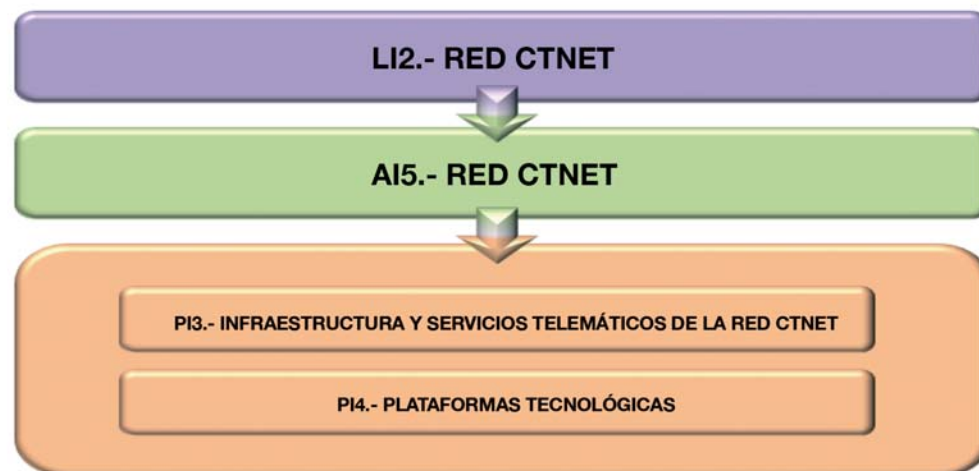 LI2.- RED CTNET
AI5.- RED CTNET
PI3.- INFRAESTRUCTURA Y SERVICIOS TELEMÁTICOS DE LA RED CTNET
PI4.- PLATAFORMAS TECNOLÓGICAS